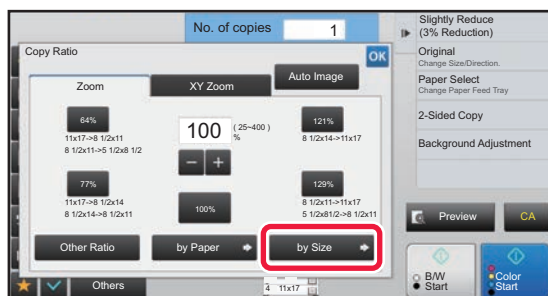 No. of copies 1
Slightly Reduce
(3% Reduction)
Copy Ratio
OK
Original
Change Size/Direction.
Zoom
XY Zoom
Auto Image
Paper Select
Change Paper Feed Tray
2-Sided Copy
Background Adjustment
64%
11x17->8 1/2x11
8 1/2x11->5 1/2x8 1/2
100 (25~400)
%
121%
8 1/2x14->11x17
77%
11x17->8 1/2x14
8 1/2x14->8 1/2x11
100%
129%
8 1/2x11->11x17
5 1/2x81/2->8 1/2x11
Other Ratio
by Paper
by Size
Preview
CA
B/W
Start
Color
Start
Others
4 11x17